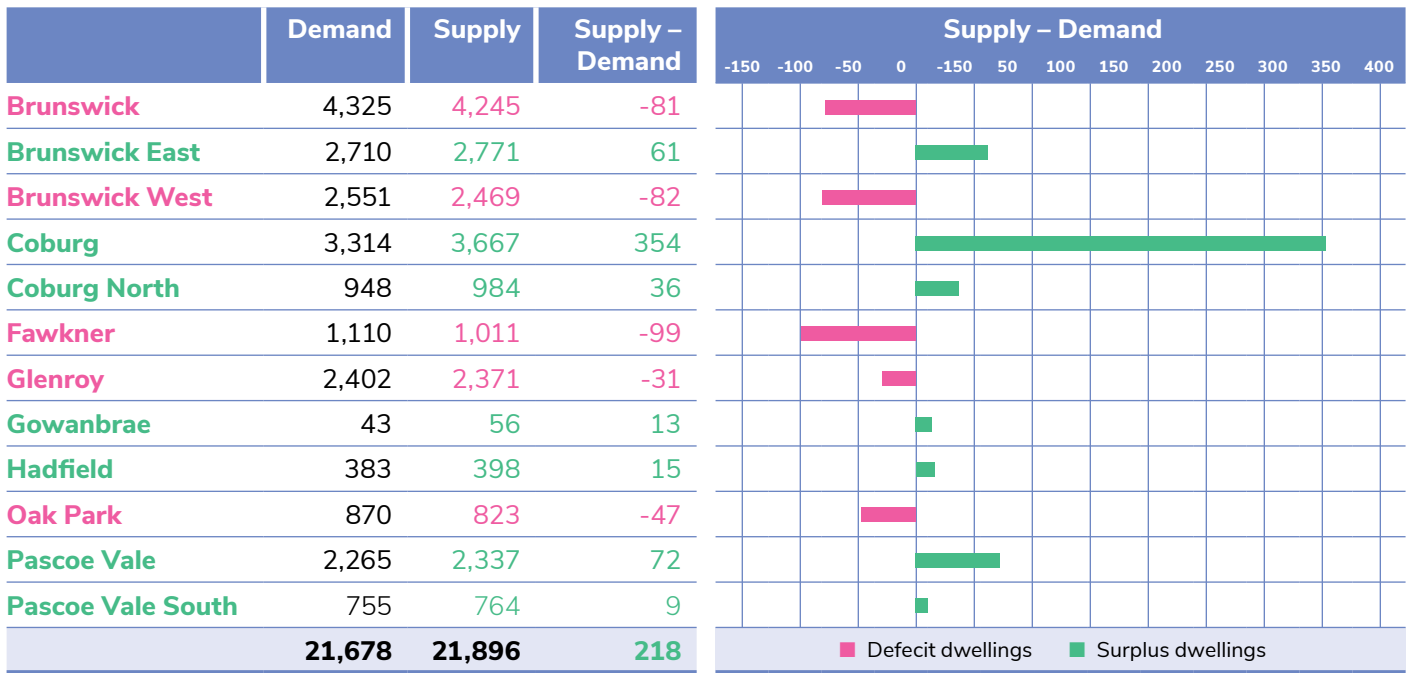 Demand Supply Supply –
Demand
Supply – Demand
-150 -100 -50 0 -150 50 100 150 200 250 300 350 400
Brunswick 4,325 4,245 -81
Brunswick East 2,710 2,771 61
Brunswick West 2,551 2,469 -82
Coburg 3,314 3,667 354
Coburg North 948 984 36
Fawkner 1,110 1,011 -99
Glenroy 2,402 2,371 -31
Gowanbrae 43 56 13
Hadfield 383 398 15
Oak Park 870 823 -47
Pascoe Vale 2,265 2,337 72
Pascoe Vale South 755 764 9
21,678 21,896 218
Defecit dwellings Surplus dwellings